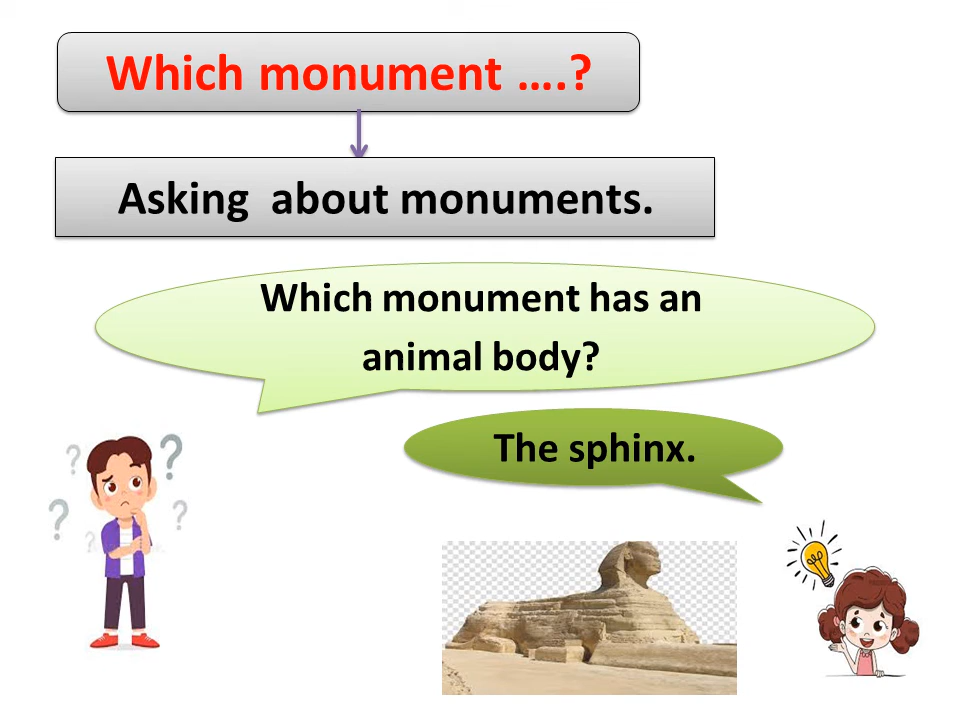 Which monument ....?
Asking about monuments.
Which monument has an
animal body?
The sphinx.